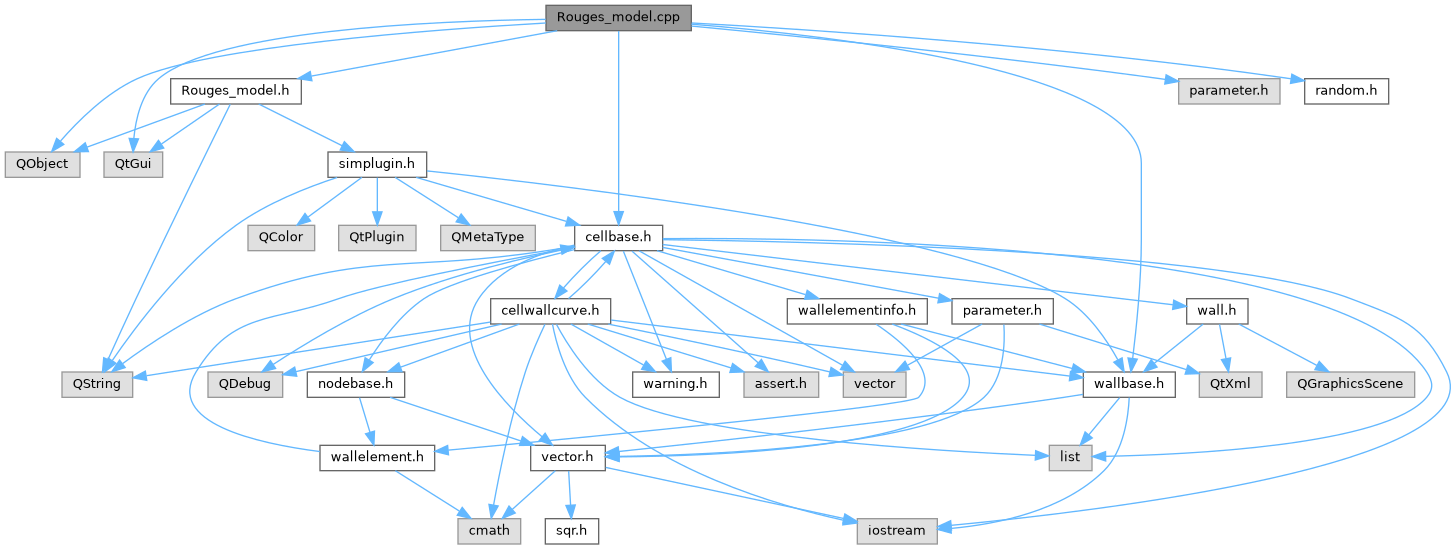 Rouges_model.cpp
Rouges_model.h
parameter.h
random.h
QObject
QtGui
simplugin.h
QColor
QtPlugin
QMetaType
cellbase.h
cellwallcurve.h
wallelementinfo.h
parameter.h
wall.h
QString
QDebug
nodebase.h
warning.h
assert.h
vector
wallbase.h
QtXml
QGraphicsScene
wallelement.h
vector.h
list
cmath
sqr.h
iostream